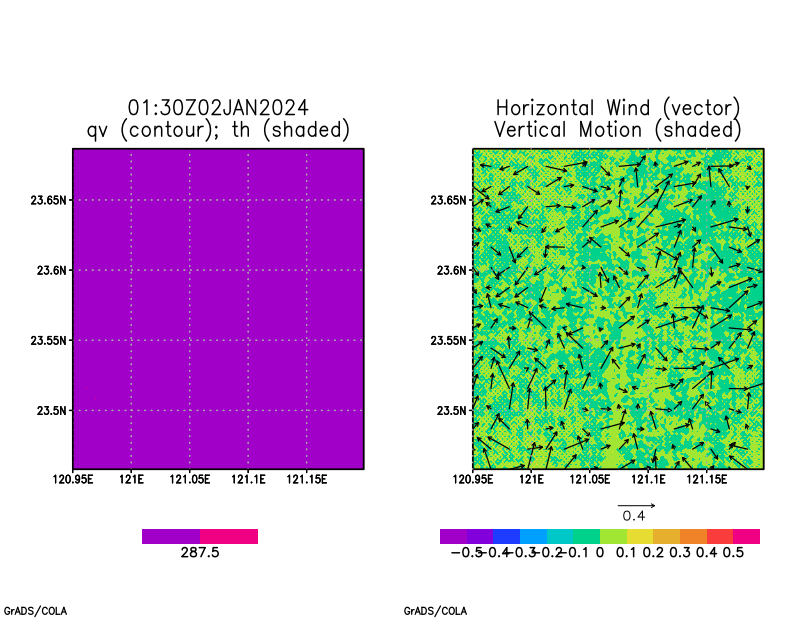 01:30Z02JAN2024
qv (contour); th (shaded)
23.65N
23.6N
23.55N
23.5N
120.95E 121E 121.05E 121.1E 121.15E
287.5
GrADS/COLA
Horizontal Wind (vector)
Vertical Motion (shaded)
23.65N
23.6N
23.55N
23.5N
120.95E 121E 121.05E 121.1E 121.15E
0.4
-0.5 -0.4 -0.3 -0.2 -0.1 0 0.1 0.2 0.3 0.4 0.5
GrADS/COLA